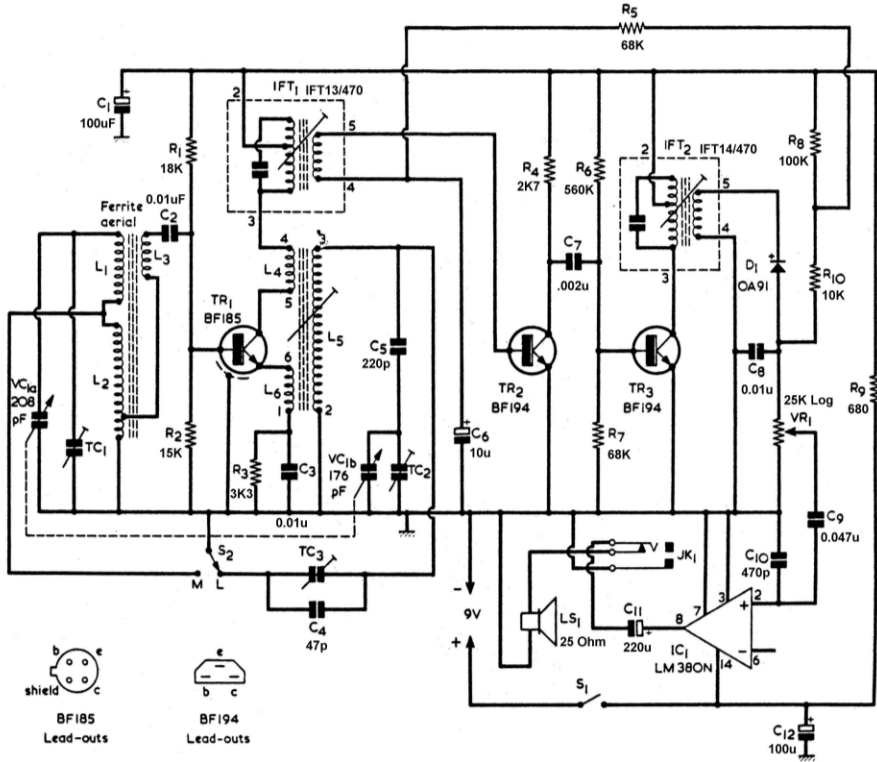 R5
68K
C1
100uF
+
2
IFT1 IFT13/470
5
4
3
R1
18K
R4
2K7
R6
560K
2
IFT2 IFT14/470
5
4
3
R8
100K
Ferrite
aerial
0.01uF
C2
L1
L3
L2
4
3
L4
5
TR1
BF185
6
L6
1
L5
2
C5
220p
C7
.002u
D1
OA91
+
R10
10K
VC1a
208
pF
TC1
R2
15K
R3
3K3
C3
0.01u
VC1b
176
pF
TC2
+
C6
10u
TR2
BF194
TR3
BF194
R7
68K
C8
0.01u
25K Log
VR1
R9
680
C9
0.047u
S2
M
L
TC3
C4
47p
−
9V
+
LS1
25 Ohm
JK1
C11
+
220u
C10
470p
7
3
2
8
+
−
6
14
IC1
LM 380N
S1
+
C12
100u
b
e
shield
c
BF185
Lead-outs
e
b
c
BF194
Lead-outs